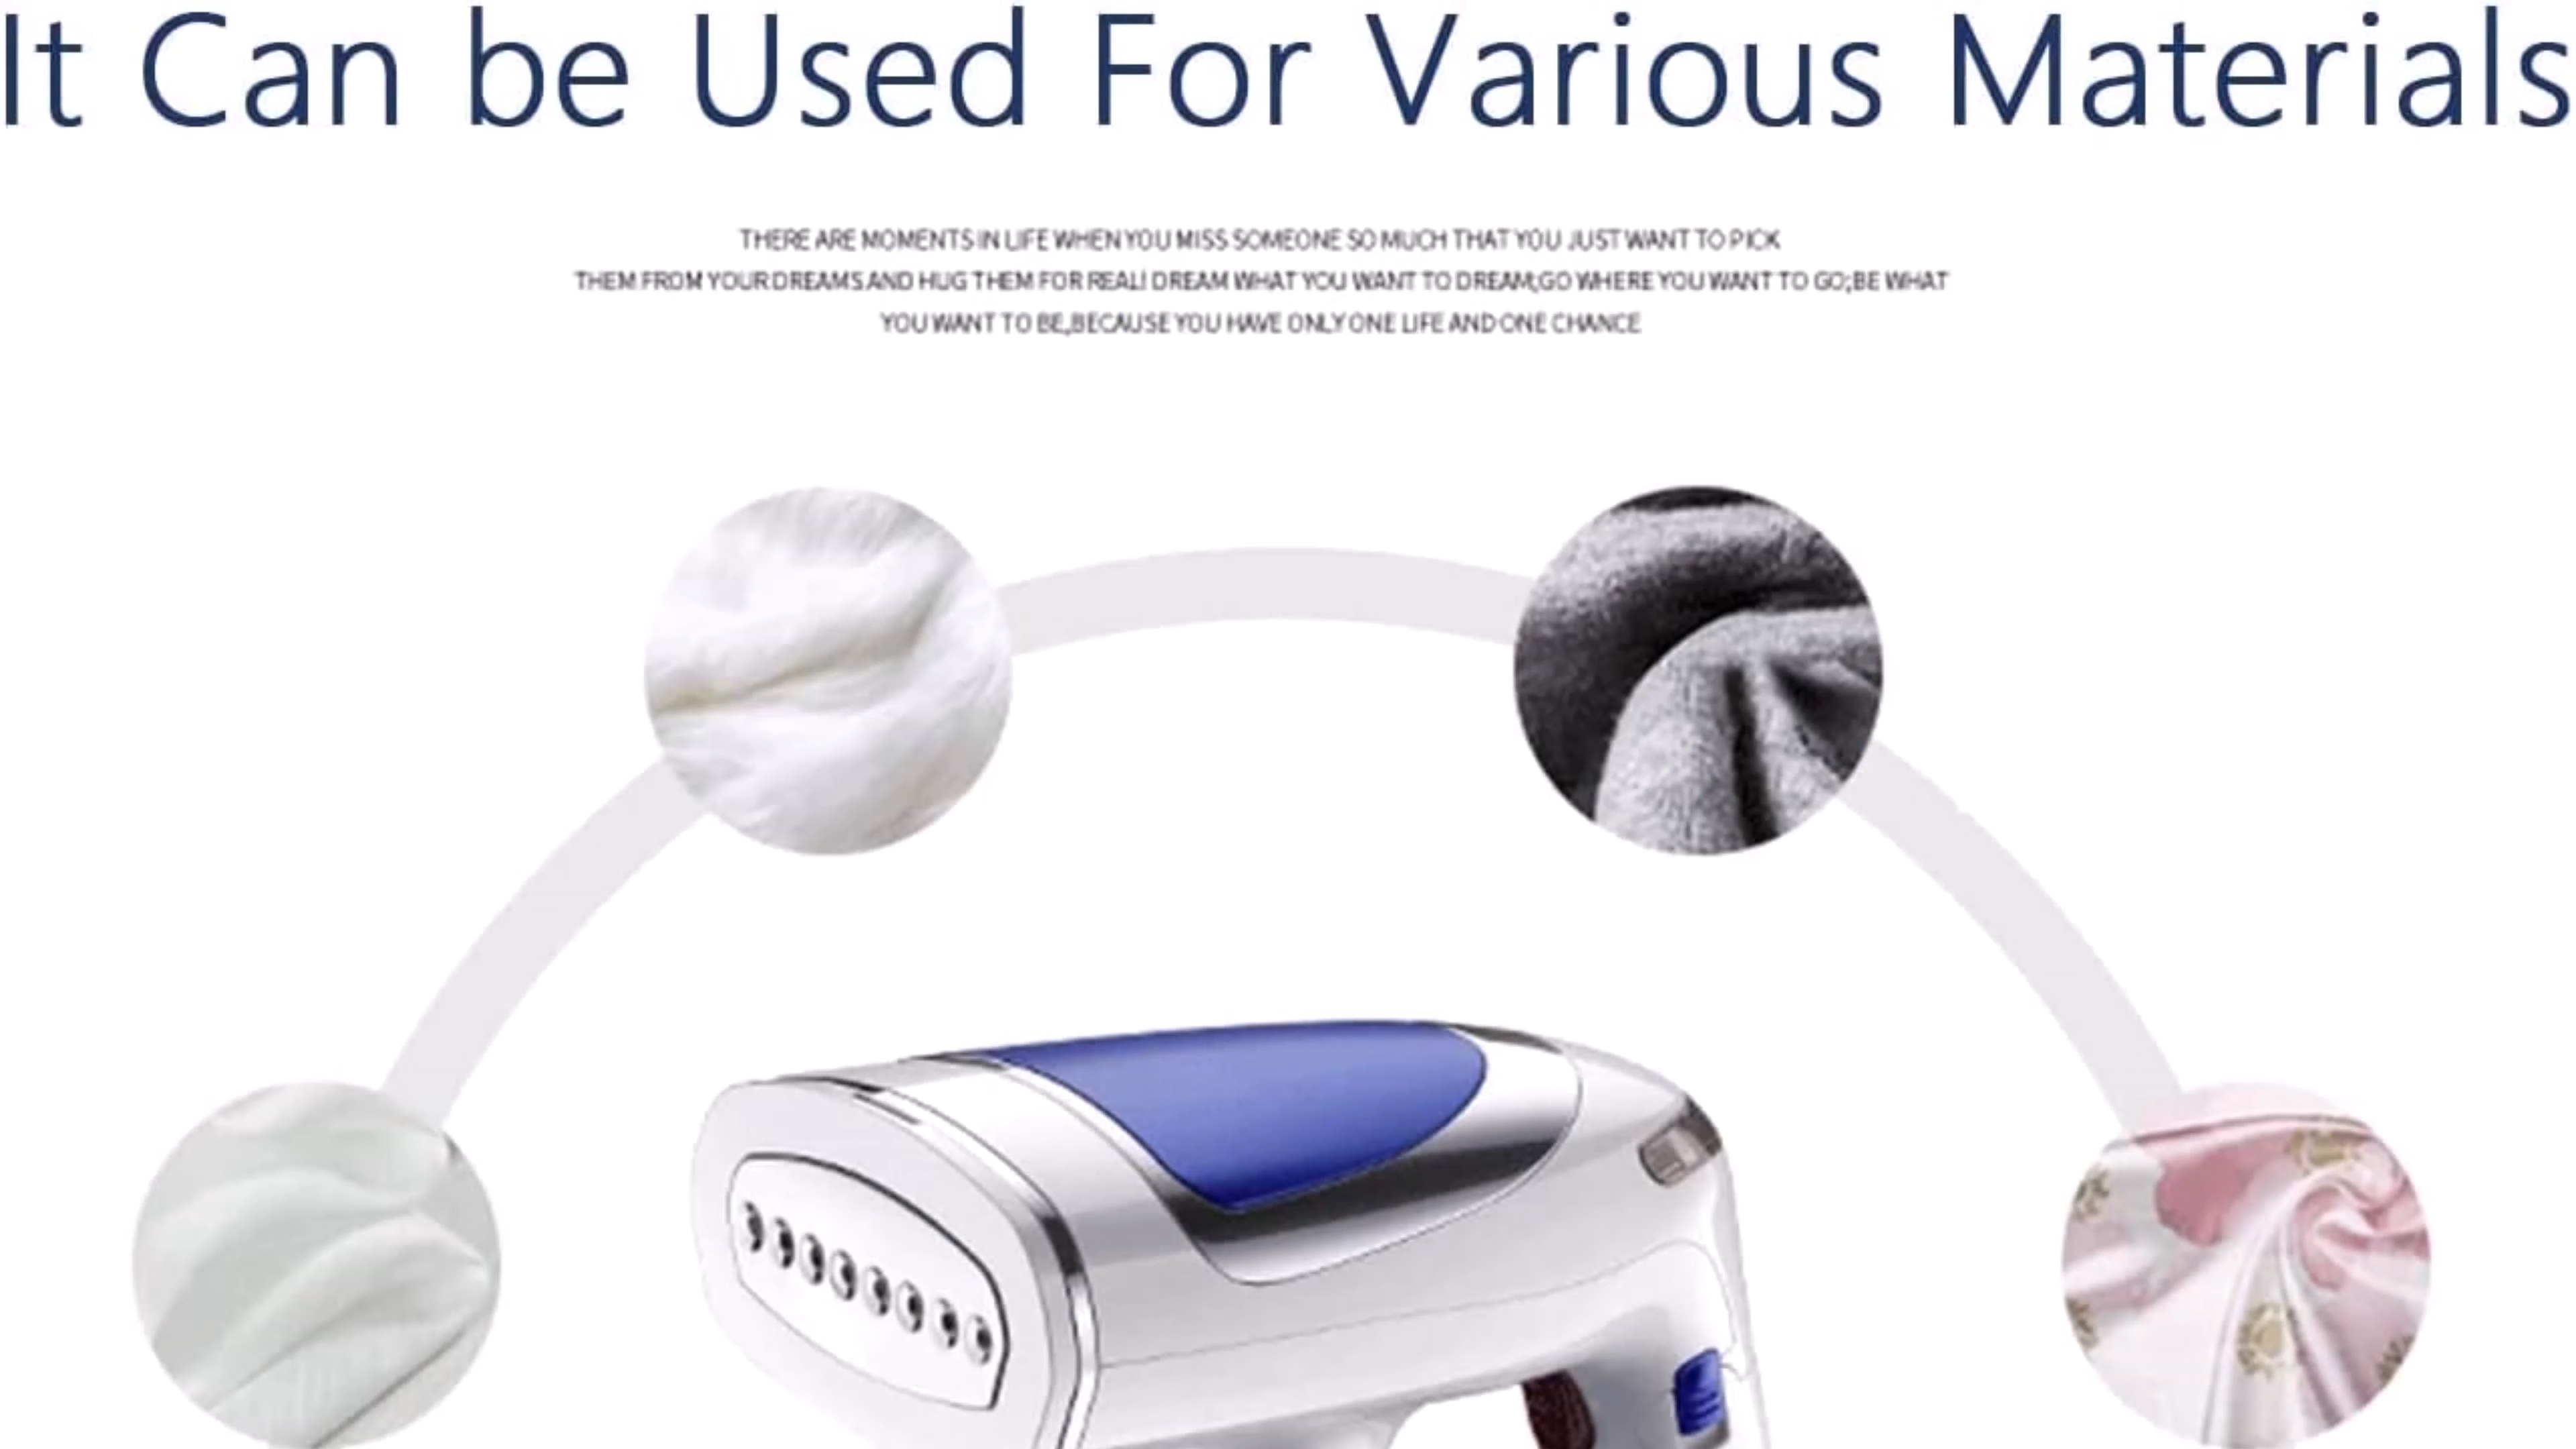 It Can be Used For Various Materials
THERE ARE MOMENTS IN LIFE WHEN YOU MISS SOMEONE SO MUCH THAT YOU JUST WANT TO PICK
THEM FROM YOUR DREAMS AND HUG THEM FOR REAL! DREAM WHAT YOU WANT TO DREAM;GO WHERE YOU WANT TO GO;BE WHAT
YOU WANT TO BE,BECAUSE YOU HAVE ONLY ONE LIFE AND ONE CHANCE